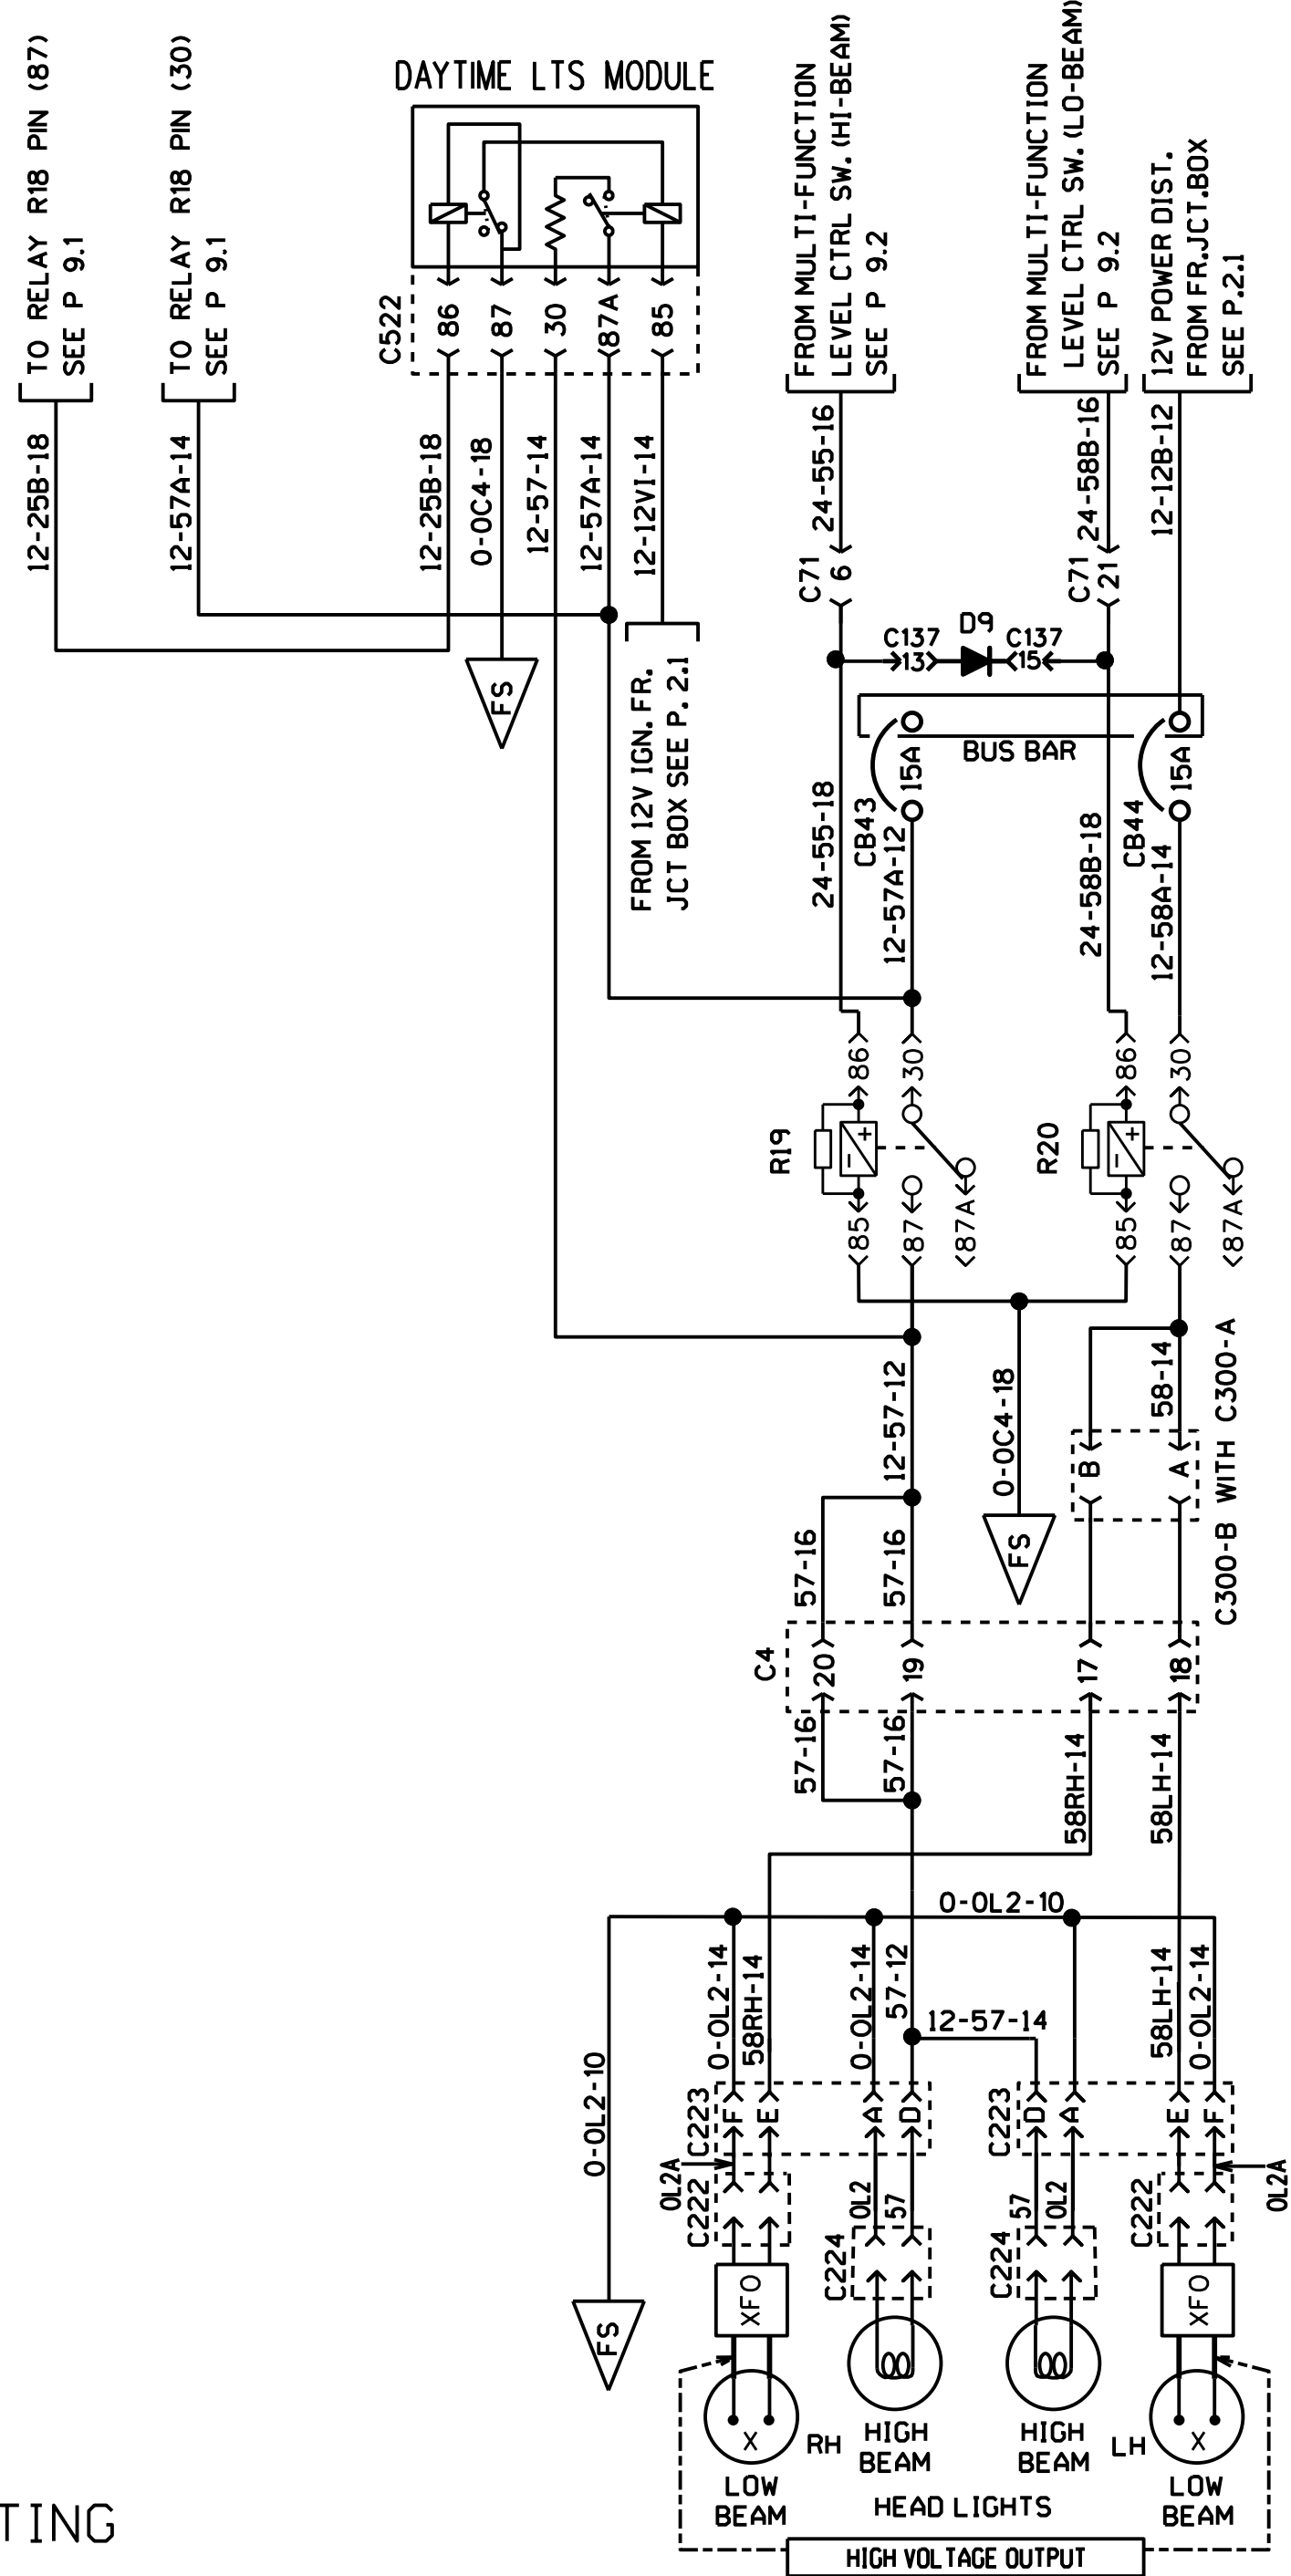 TO RELAY R18 PIN (87)
SEE P 9.1
TO RELAY R18 PIN (30)
SEE P 9.1
DAYTIME LTS MODULE
C522
86
87
30
87A
85
FROM MULTI-FUNCTION
LEVEL CTRL SW.(HI-BEAM)
SEE P 9.2
FROM MULTI-FUNCTION
LEVEL CTRL SW.(LO-BEAM)
SEE P 9.2
12V POWER DIST.
FROM FR.JCT.BOX
SEE P.2.1
12-25B-18
12-57A-14
12-25B-18
0-0C4-18
12-57-14
12-57A-14
12-12VI-14
24-55-16
24-58B-16
12-12B-12
C71
6
C71
21
C137
13
D9
C137
15
FS
FROM 12V IGN. FR.
JCT BOX SEE P. 2.1
BUS BAR
15A
15A
CB43
CB44
24-55-18
12-57A-12
24-58B-18
12-58A-14
86
30
86
30
R19
+
-
R20
+
-
85
87
87A
85
87
87A
12-57-12
0-0C4-18
58-14
B
A
C300-B WITH C300-A
57-16
57-16
FS
C4
20
19
17
18
57-16
57-16
58RH-14
58LH-14
0-0L2-10
0-0L2-14
58RH-14
0-0L2-14
57-12
12-57-14
58LH-14
0-0L2-14
0-0L2-10
C223
F
E
A
D
C223
D
A
E
F
0L2A
C222
0L2
57
57
0L2
C222
0L2A
C224
C224
FS
XFO
XFO
X
RH
HIGH
BEAM
HIGH
BEAM
LH
X
LOW
BEAM
HEAD LIGHTS
LOW
BEAM
TING
HIGH VOLTAGE OUTPUT